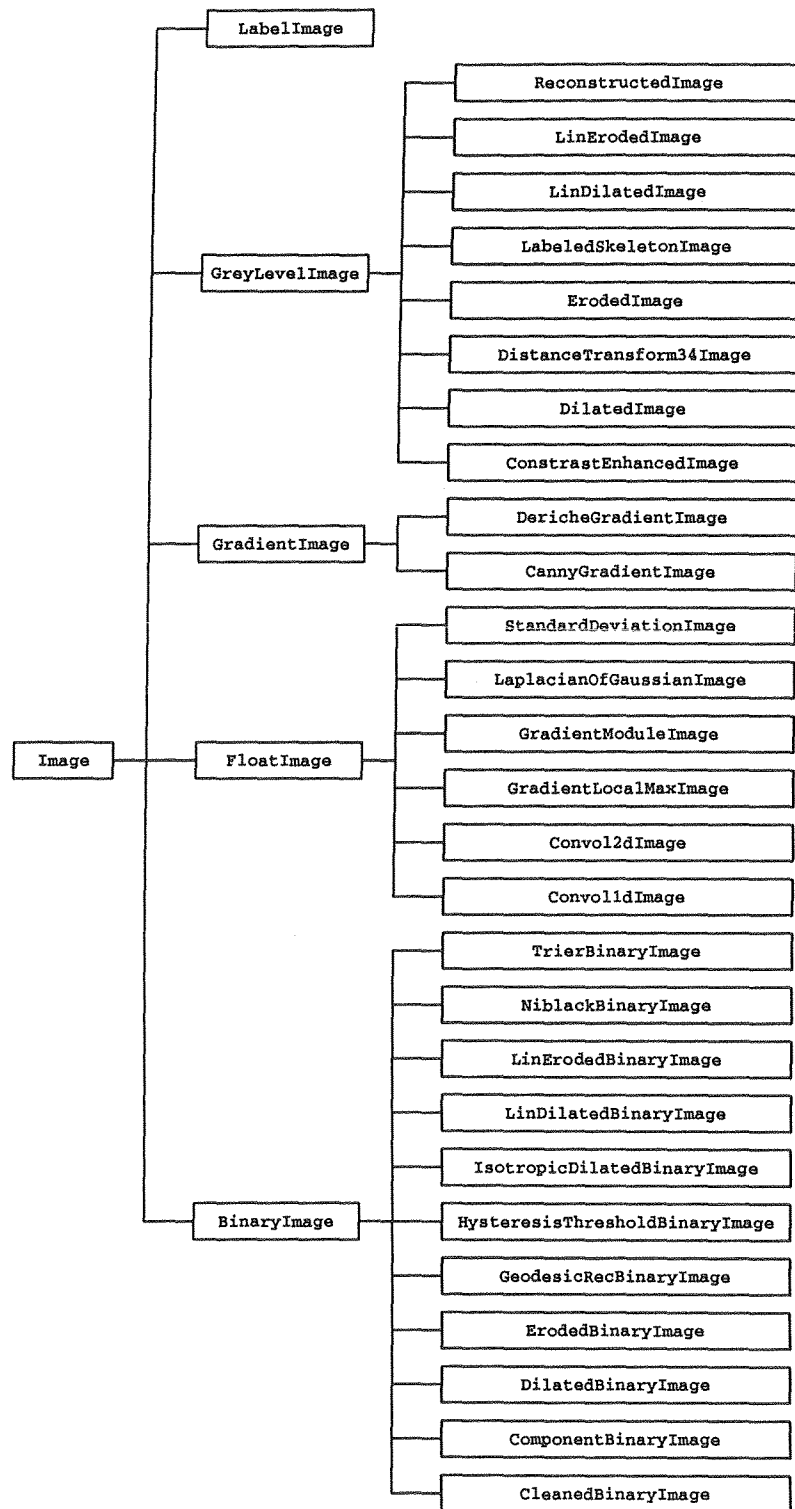 LabelImage
ReconstructedImage
LinErodedImage
LinDilatedImage
LabeledSkeletonImage
GreyLevelImage
ErodedImage
DistanceTransform34Image
DilatedImage
ConstrastEnhancedImage
DericheGradientImage
GradientImage
CannyGradientImage
StandardDeviationImage
LaplacianOfGaussianImage
GradientModuleImage
Image
FloatImage
GradientLocalMaxImage
Convol2dImage
Convol1dImage
TrierBinaryImage
NiblackBinaryImage
LinErodedBinaryImage
LinDilatedBinaryImage
IsotropicDilatedBinaryImage
BinaryImage
HysteresisThresholdBinaryImage
GeodesicRecBinaryImage
ErodedBinaryImage
DilatedBinaryImage
ComponentBinaryImage
CleanedBinaryImage